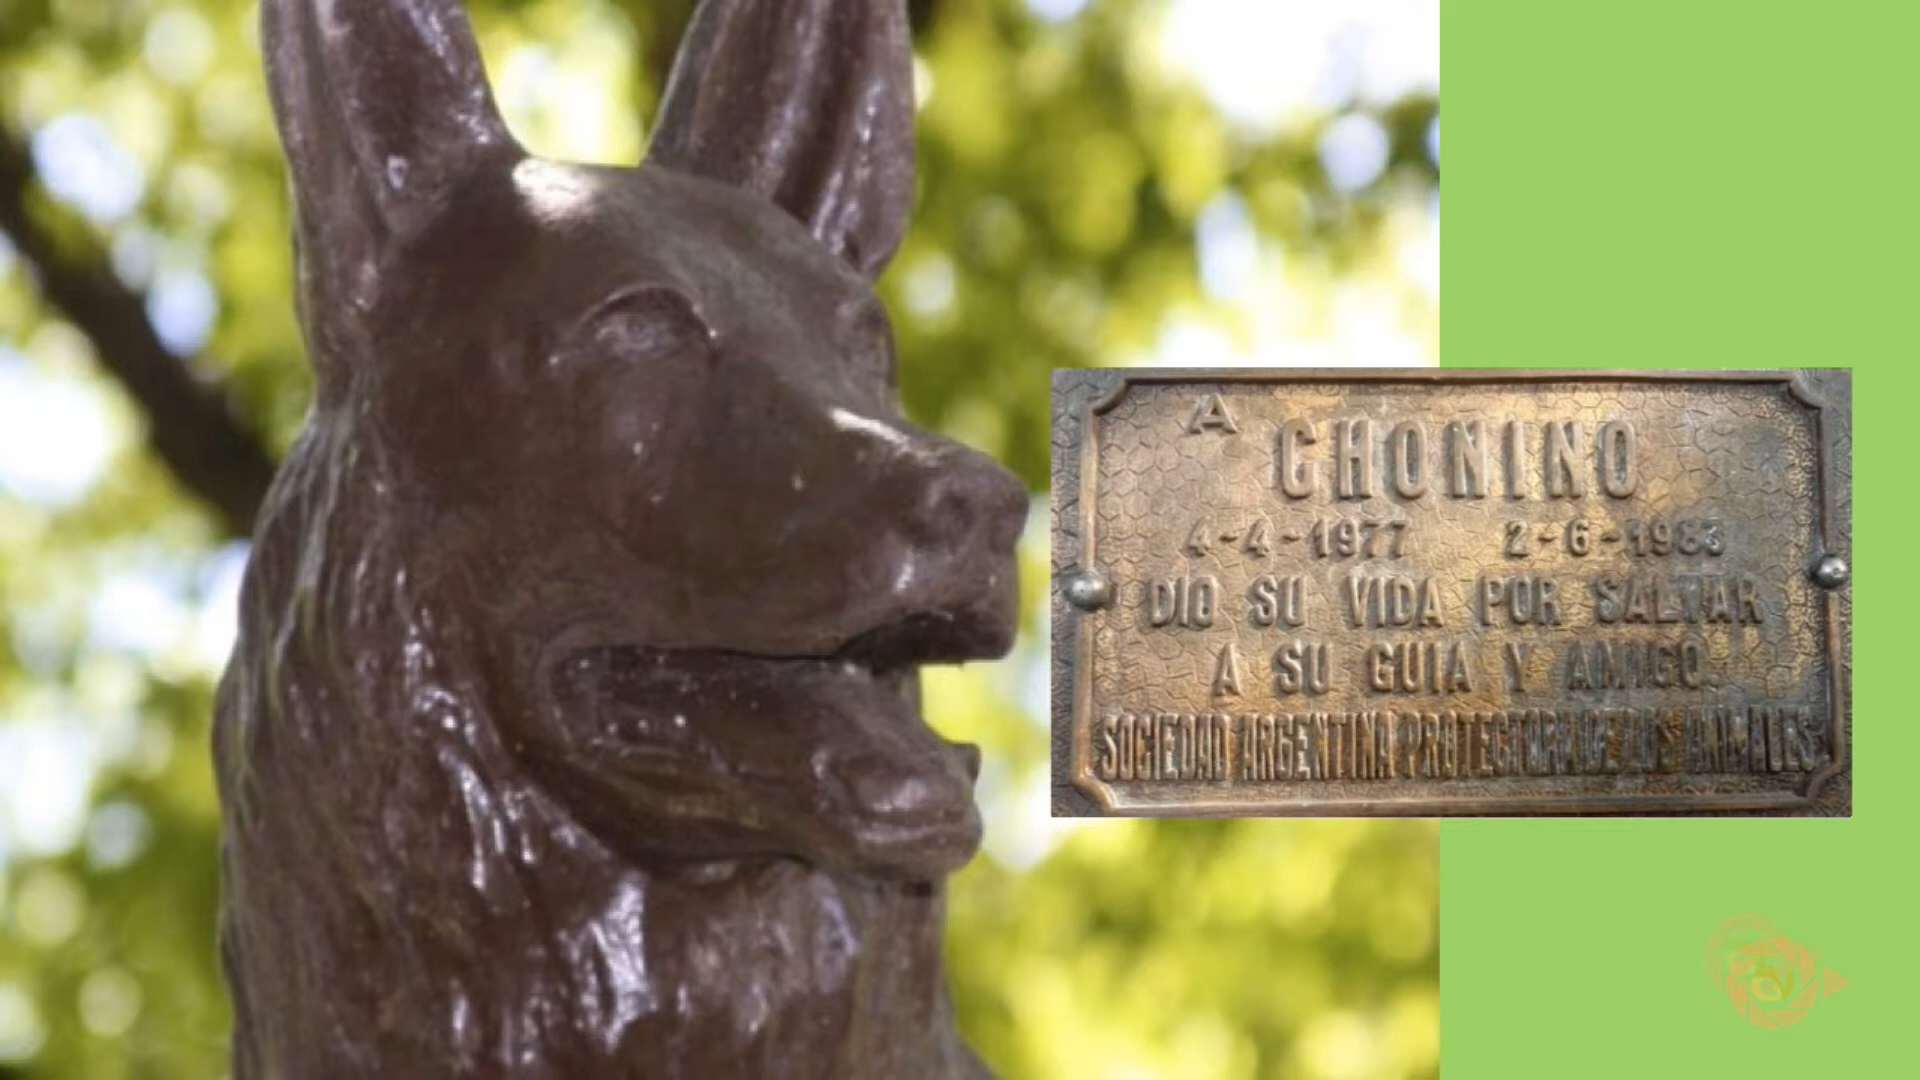 A
CHONINO
4-4-1977 2-6-1983
DIO SU VIDA POR SALVAR
A SU GUIA Y AMIGO.
SOCIEDAD ARGENTINA PROTECTORA DE LOS ANIMALES